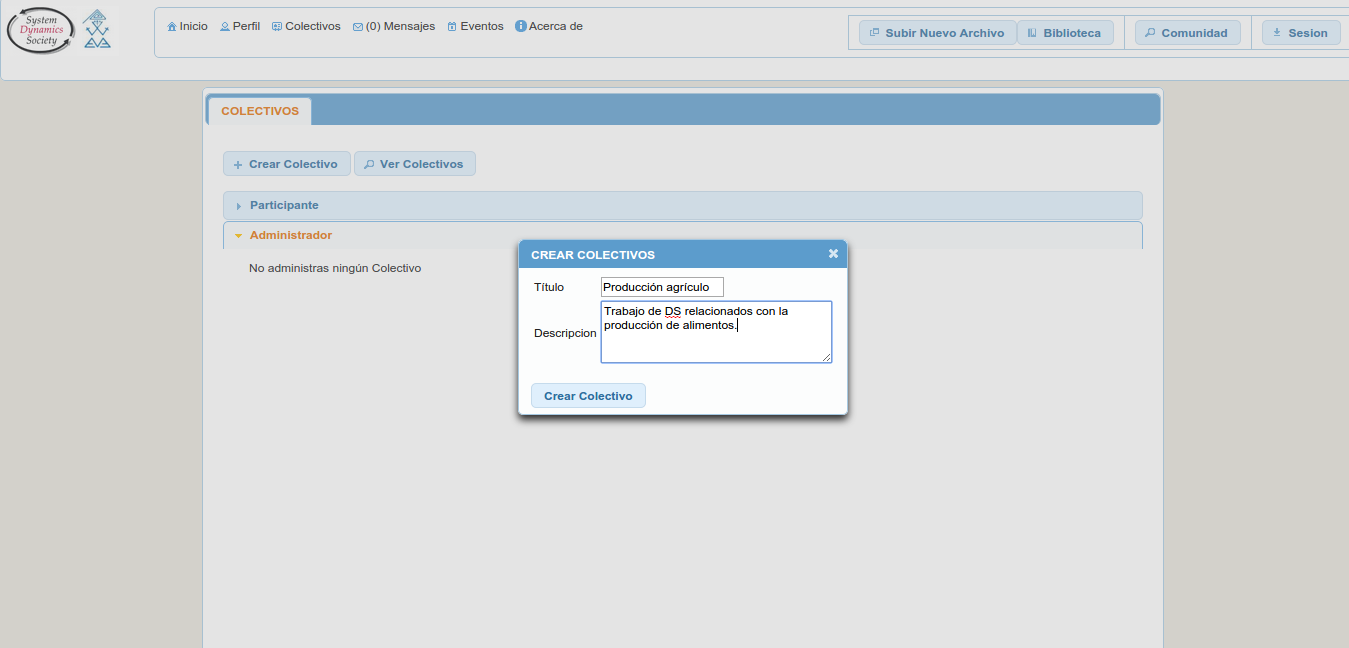 System
Dynamics
Society
Inicio Perfil Colectivos (0) Mensajes Eventos Acerca de
Subir Nuevo Archivo Biblioteca Comunidad Sesion
COLECTIVOS
Crear Colectivo Ver Colectivos
Participante
Administrador
No administras ningún Colectivo
CREAR COLECTIVOS
Título Producción agrículo
Descripcion Trabajo de DS relacionados con la
producción de alimentos.
Crear Colectivo